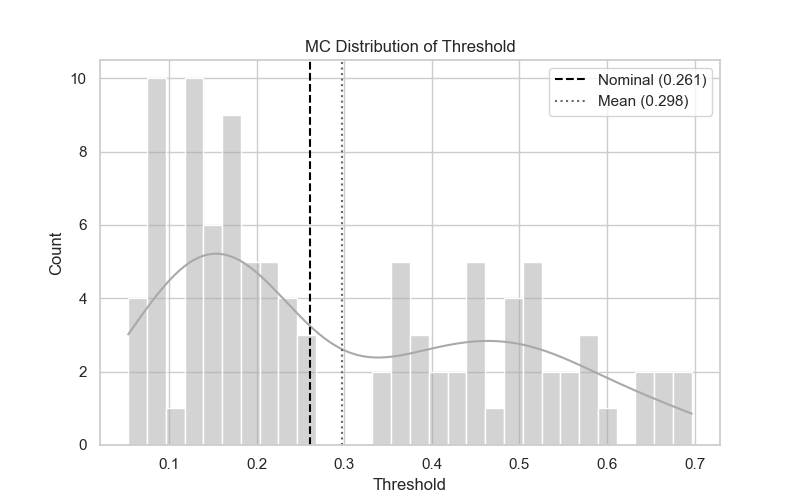 MC Distribution of Threshold
Nominal (0.261)
Mean (0.298)
10
8
6
4
2
0
Count
0.1 0.2 0.3 0.4 0.5 0.6 0.7
Threshold